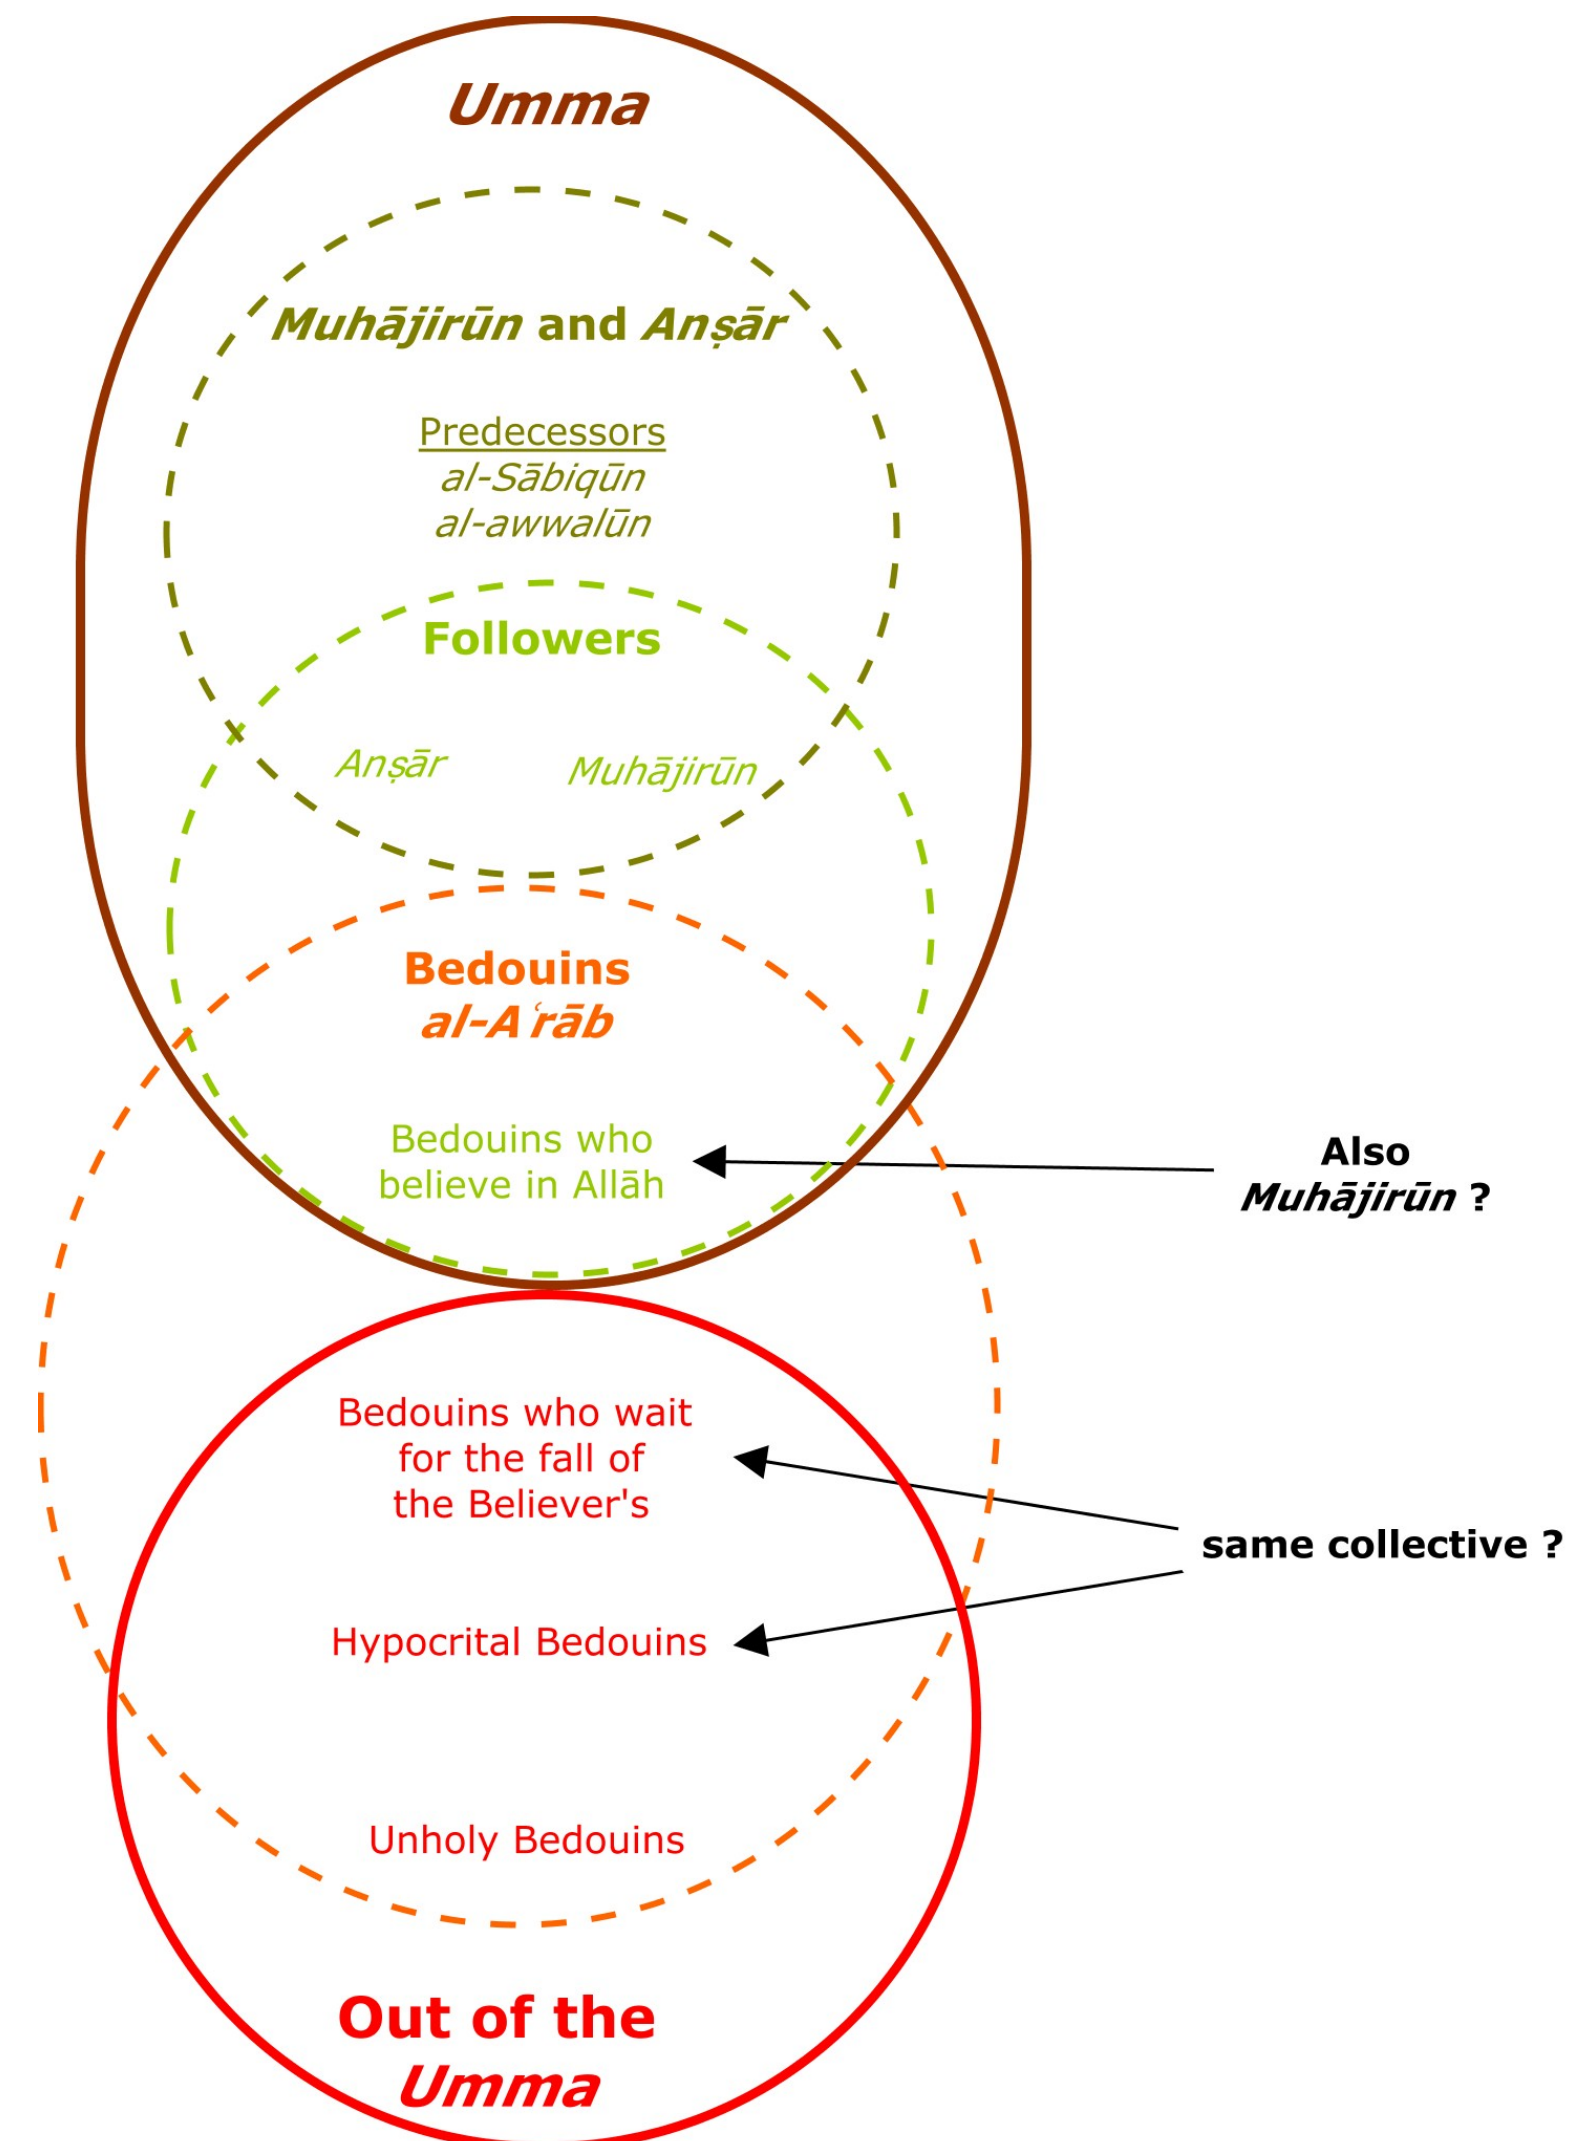 Umma
Muhājirūn and Anṣār
Predecessors
al-Sābiqūn
al-awwalūn
Followers
Anṣār
Muhājirūn
Bedouins
al-Aʿrāb
Bedouins who
believe in Allāh
Also
Muhājirūn ?
Bedouins who wait
for the fall of
the Believer's
same collective ?
Hypocrital Bedouins
Unholy Bedouins
Out of the
Umma